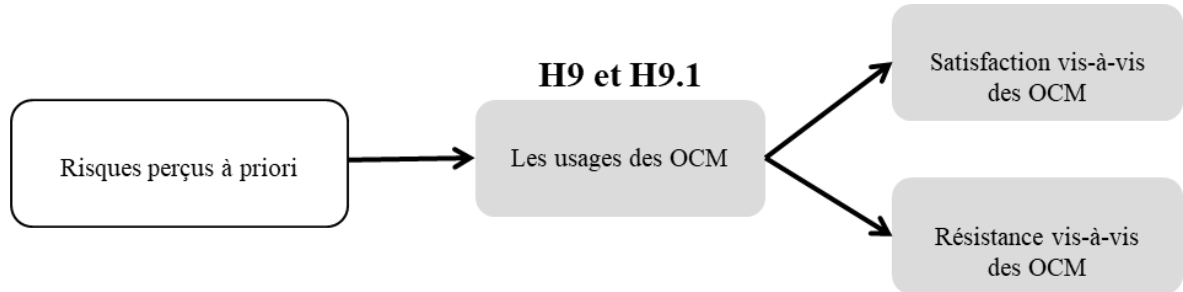 Risques perçus à priori
H9 et H9.1
Les usages des OCM
Satisfaction vis-à-vis
des OCM
Résistance vis-à-vis
des OCM